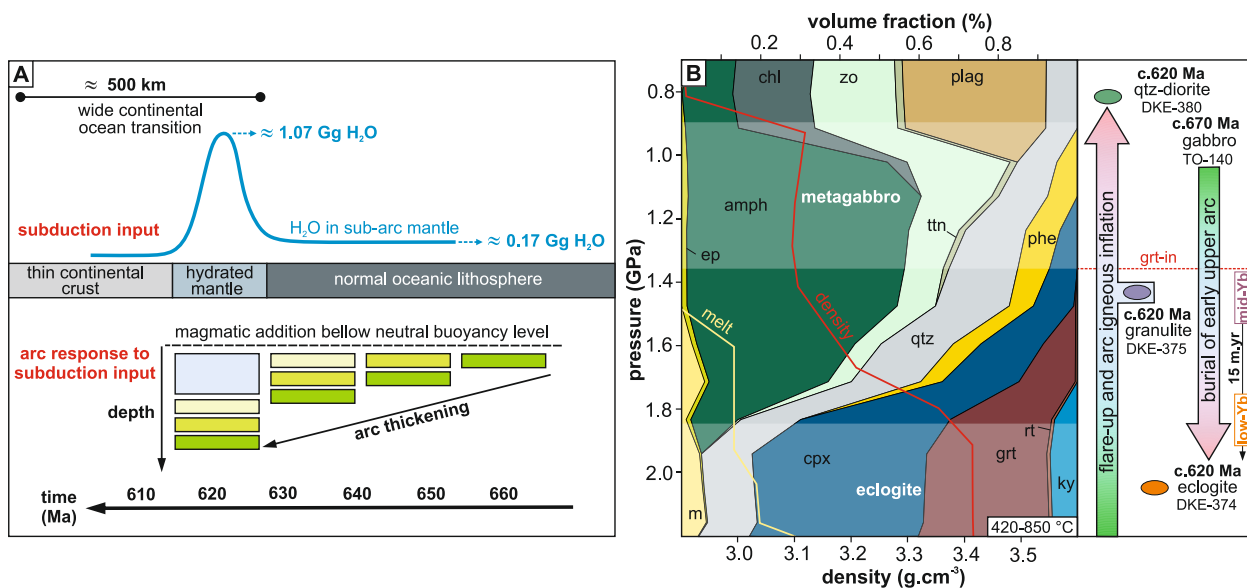 A
≈ 500 km
wide continental
ocean transition
≈ 1.07 Gg H₂O
subduction input
H₂O in sub-arc mantle
≈ 0.17 Gg H₂O
thin continental
crust
hydrated
mantle
normal oceanic lithosphere
magmatic addition bellow neutral buoyancy level
arc response to
subduction input
depth
arc thickening
time
(Ma)
610 620 630 640 650 660
B
volume fraction (%)
0.2 0.4 0.6 0.8
pressure (GPa)
0.8
1.0
1.2
1.4
1.6
1.8
2.0
chl
zo
plag
amph
metagabbro
ttn
ep
phe
melt
density
qtz
cpx
eclogite
grt
rt
ky
m
420-850 °C
3.0 3.1 3.2 3.3 3.4 3.5
density (g.cm⁻³)
grt-in
flare-up and arc igneous inflation
c.620 Ma
qtz-diorite
DKE-380
c.670 Ma
gabbro
TO-140
burial of early upper arc
c.620 Ma
granulite
DKE-375
mid-Yb
15 m.yr
low-Yb
c.620 Ma
eclogite
DKE-374